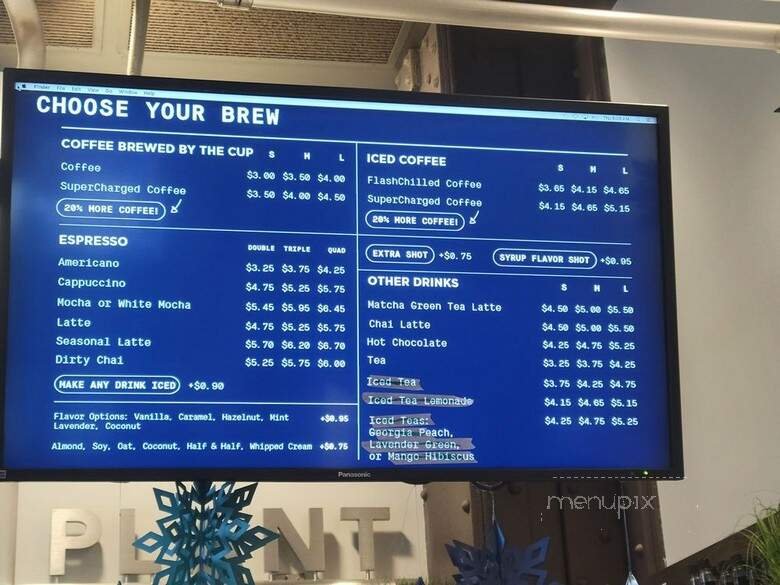 Finder File Edit View Go Window Help
CHOOSE YOUR BREW
COFFEE BREWED BY THE CUP S M L
Coffee $3.00 $3.50 $4.00
SuperCharged Coffee $3.50 $4.00 $4.50
20% MORE COFFEE!
ESPRESSO DOUBLE TRIPLE QUAD
Americano $3.25 $3.75 $4.25
Cappuccino $4.75 $5.25 $5.75
Mocha or White Mocha $5.45 $5.95 $6.45
Latte $4.75 $5.25 $5.75
Seasonal Latte $5.70 $6.20 $6.70
Dirty Chai $5.25 $5.75 $6.00
MAKE ANY DRINK ICED +$0.90
Flavor Options: Vanilla, Caramel, Hazelnut, Mint +$0.95
Lavender, Coconut
Almond, Soy, Oat, Coconut, Half & Half, Whipped Cream +$0.75
ICED COFFEE S M L
FlashChilled Coffee $3.65 $4.15 $4.65
SuperCharged Coffee $4.15 $4.65 $5.15
20% MORE COFFEE!
EXTRA SHOT +$0.75 SYRUP FLAVOR SHOT +$0.95
OTHER DRINKS S M L
Matcha Green Tea Latte $4.50 $5.00 $5.50
Chai Latte $4.50 $5.00 $5.50
Hot Chocolate $4.25 $4.75 $5.25
Tea $3.25 $3.75 $4.25
Iced Tea $3.75 $4.25 $4.75
Iced Tea Lemonade $4.15 $4.65 $5.15
Iced Teas: $4.25 $4.75 $5.25
Georgia Peach,
Lavender Green,
or Mango Hibiscus
Panasonic
menupix